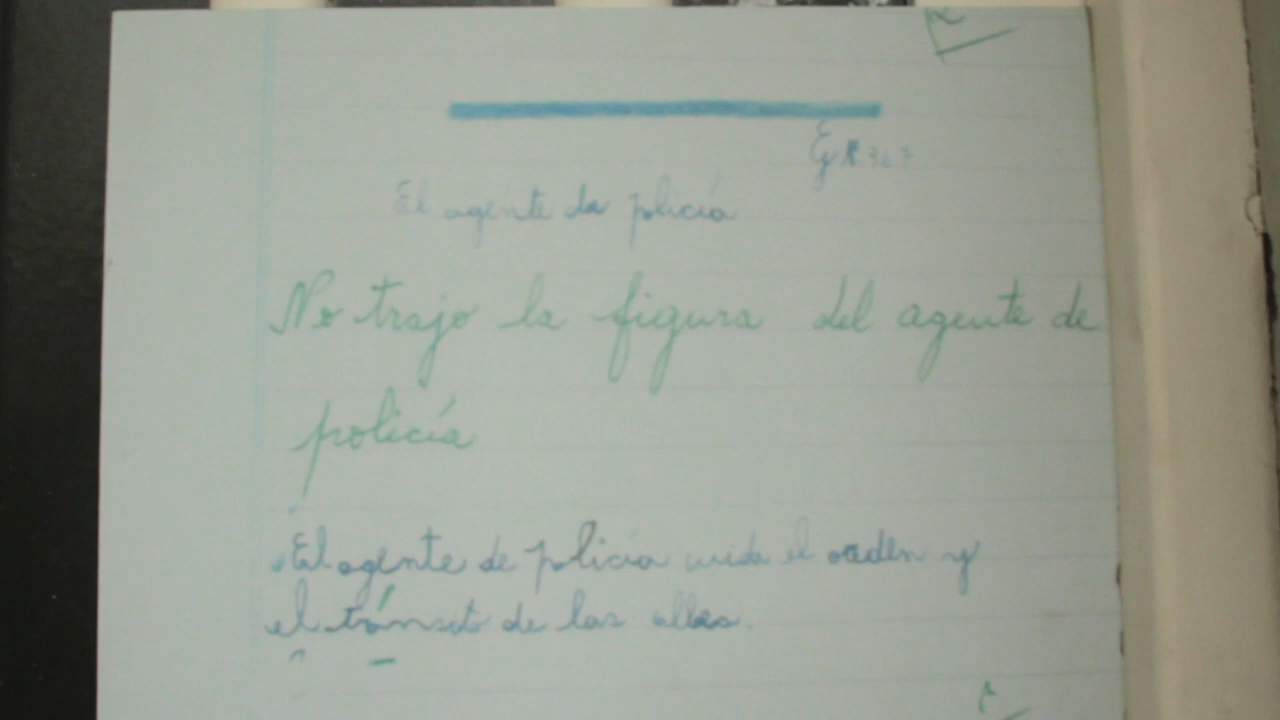 El agente de policía
No trajo la figura del agente de
policía
El agente de policía cuida el orden y
el tránsito de las alles.